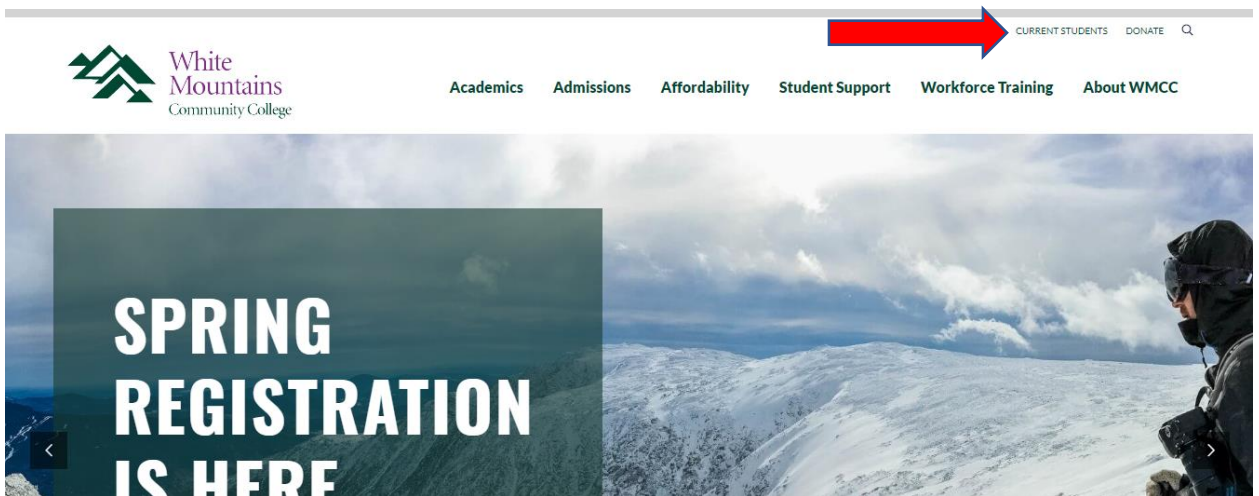 CURRENT STUDENTS DONATE
White
Mountains
Community College
Academics Admissions Affordability Student Support Workforce Training About WMCC
SPRING
REGISTRATION
IS HERE